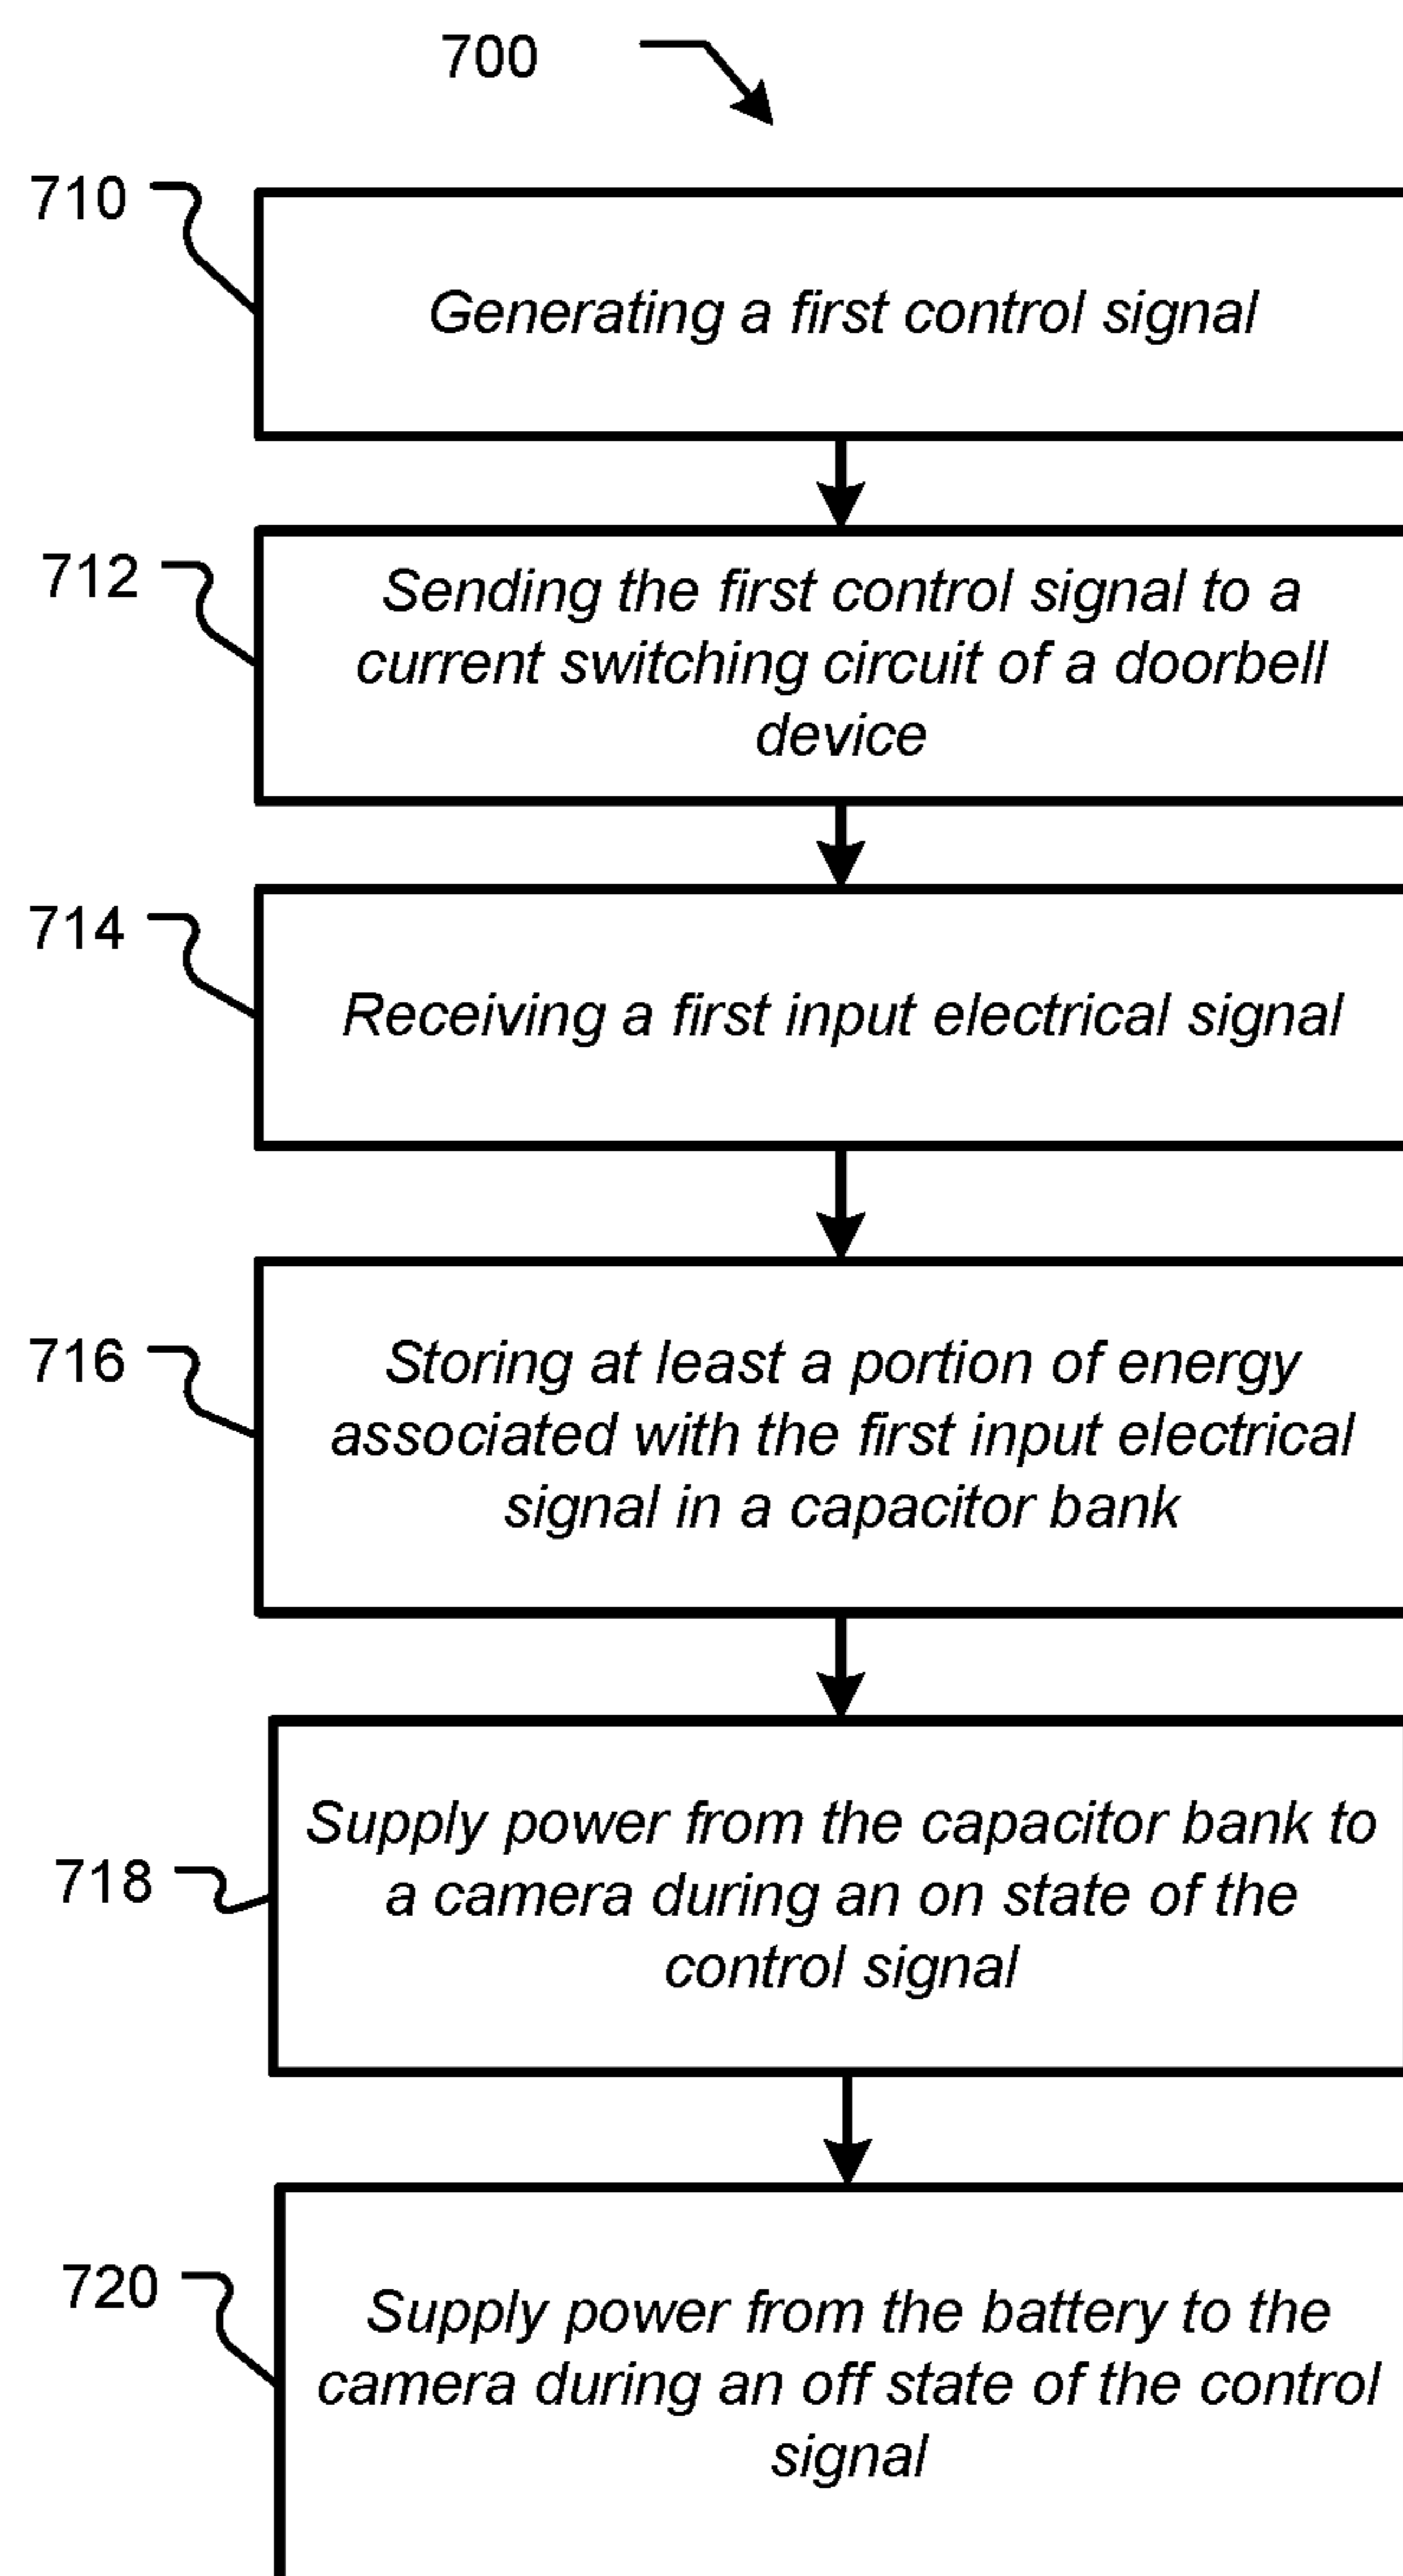 700
710
Generating a first control signal
712
Sending the first control signal to a
current switching circuit of a doorbell
device
714
Receiving a first input electrical signal
716
Storing at least a portion of energy
associated with the first input electrical
signal in a capacitor bank
718
Supply power from the capacitor bank to
a camera during an on state of the
control signal
720
Supply power from the battery to the
camera during an off state of the control
signal